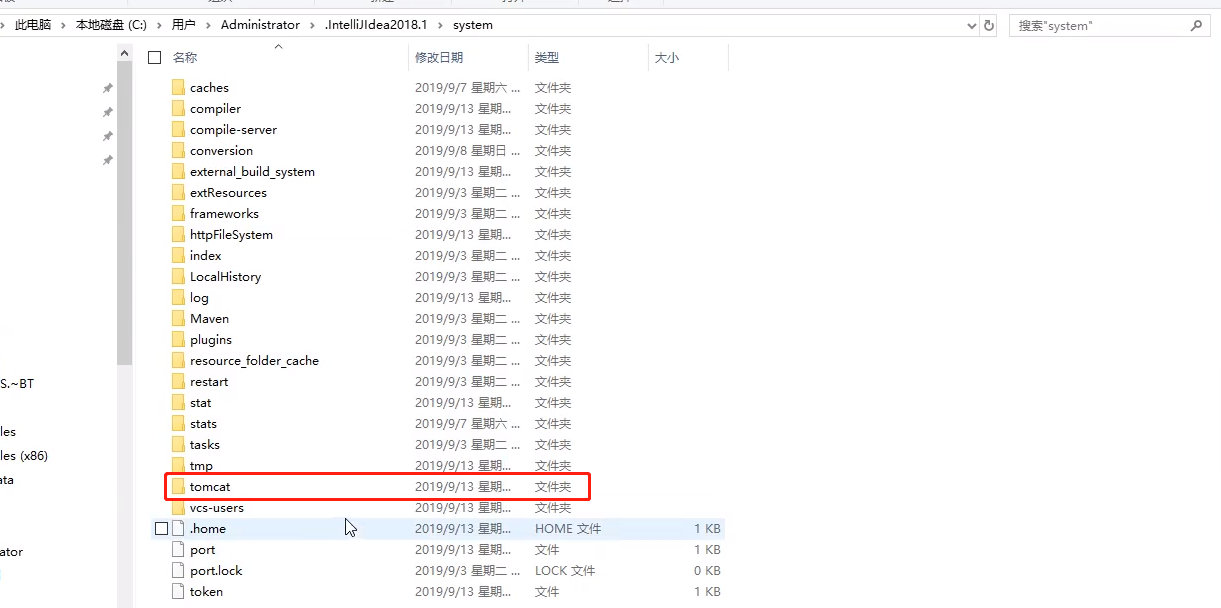 此电脑 > 本地磁盘 (C:) > 用户 > Administrator > .IntelliJIdea2018.1 > system
搜索"system"
名称 修改日期 类型 大小
caches 2019/9/7 星期六 ... 文件夹
compiler 2019/9/13 星期... 文件夹
compile-server 2019/9/13 星期... 文件夹
conversion 2019/9/8 星期日 ... 文件夹
external_build_system 2019/9/13 星期... 文件夹
extResources 2019/9/3 星期二 ... 文件夹
frameworks 2019/9/3 星期二 ... 文件夹
httpFileSystem 2019/9/13 星期... 文件夹
index 2019/9/3 星期二 ... 文件夹
LocalHistory 2019/9/3 星期二 ... 文件夹
log 2019/9/13 星期... 文件夹
Maven 2019/9/3 星期二 ... 文件夹
plugins 2019/9/3 星期二 ... 文件夹
resource_folder_cache 2019/9/3 星期二 ... 文件夹
restart 2019/9/3 星期二 ... 文件夹
stat 2019/9/13 星期... 文件夹
stats 2019/9/7 星期六 ... 文件夹
tasks 2019/9/3 星期二 ... 文件夹
tmp 2019/9/13 星期... 文件夹
tomcat 2019/9/13 星期... 文件夹
vcs-users 2019/9/13 星期... 文件夹
.home 2019/9/13 星期... HOME 文件 1 KB
port 2019/9/13 星期... 文件 1 KB
port.lock 2019/9/3 星期二 ... LOCK 文件 0 KB
token 2019/9/13 星期... 文件 1 KB
S.~BT
les
les (x86)
ata
ator